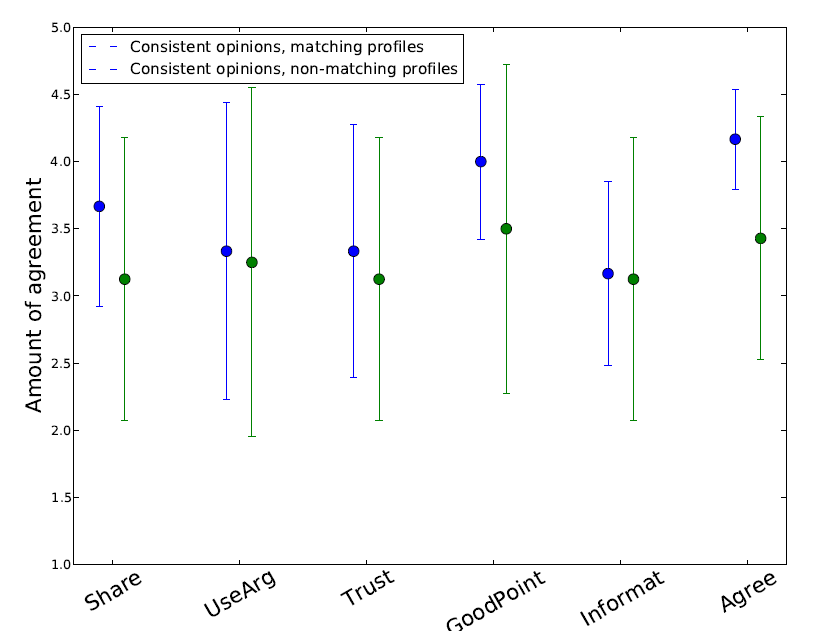 Consistent opinions, matching profiles
Consistent opinions, non-matching profiles
Amount of agreement
5.0
4.5
4.0
3.5
3.0
2.5
2.0
1.5
1.0
Share
UseArg
Trust
GoodPoint
Informat
Agree